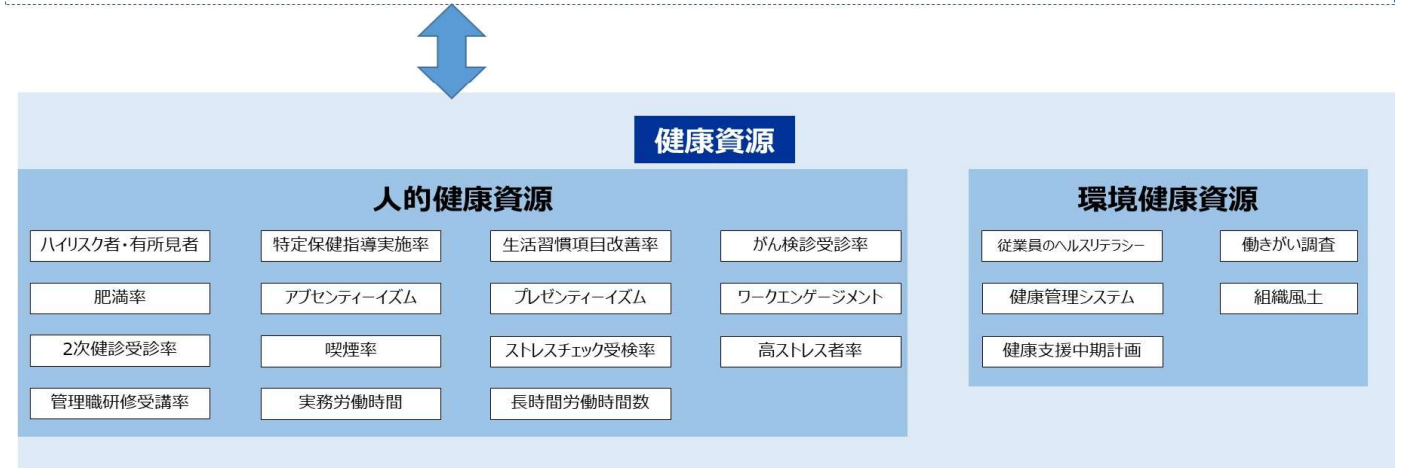 健康資源
人的健康資源
ハイリスク者・有所見者
特定保健指導実施率
生活習慣項目改善率
がん検診受診率
肥満率
アブセンティーイズム
プレゼンティーイズム
ワークエンゲージメント
2次健診受診率
喫煙率
ストレスチェック受検率
高ストレス者率
管理職研修受講率
実務労働時間
長時間労働時間数
環境健康資源
従業員のヘルスリテラシー
働きがい調査
健康管理システム
組織風土
健康支援中期計画